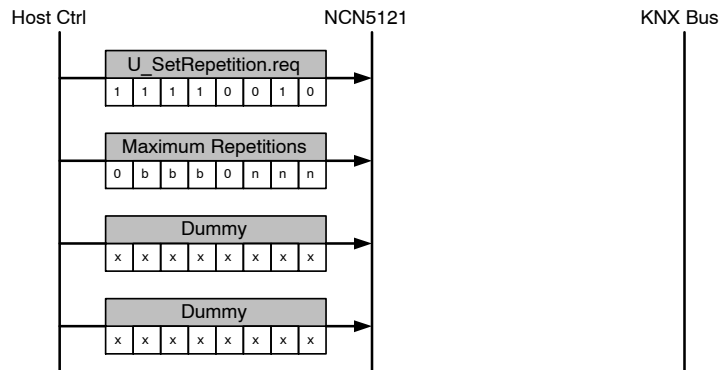 Host Ctrl NCN5121 KNX Bus
U_SetRepetition.req
1 1 1 1 0 0 1 0
Maximum Repetitions
0 b b b 0 n n n
Dummy
x x x x x x x x
Dummy
x x x x x x x x